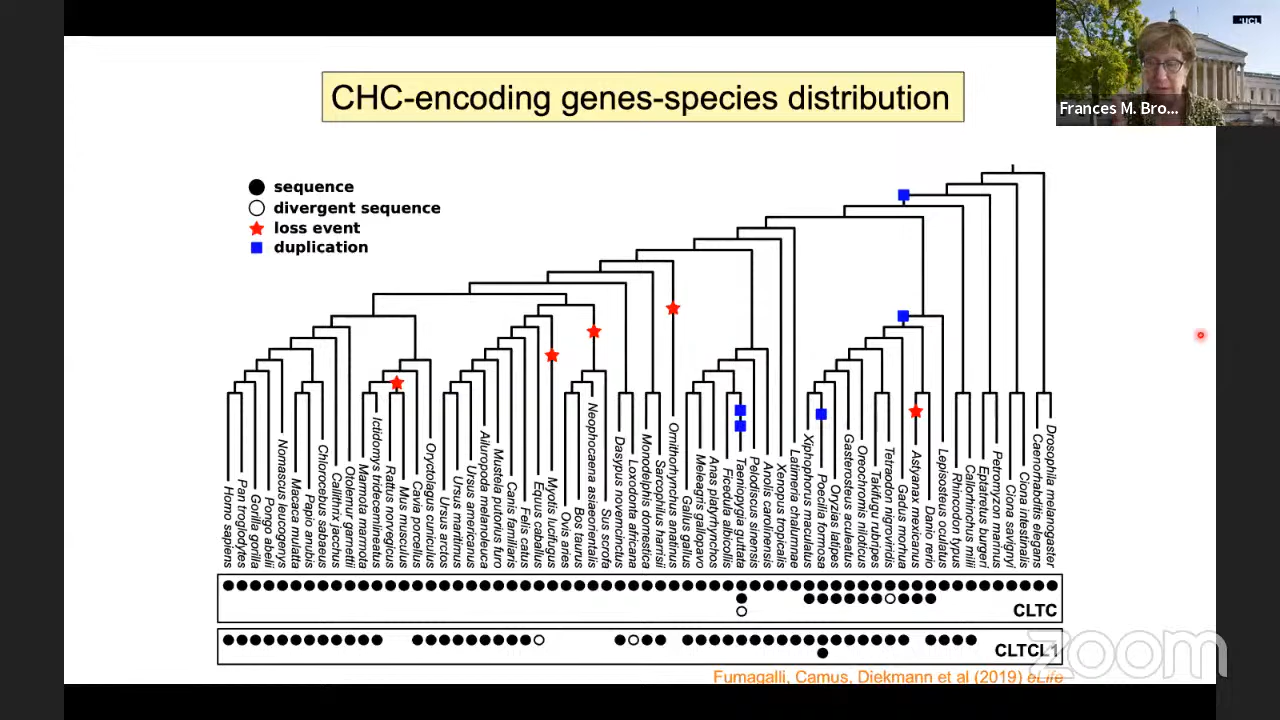 UCL
Frances M. Bro...
CHC-encoding genes-species distribution
sequence
divergent sequence
loss event
duplication
Homo sapiens
Pan troglodytes
Gorilla gorilla
Pongo abelii
Nomascus leucogenys
Macaca mulatta
Papio anubis
Chlorocebus sabaeus
Callithrix jacchus
Otolemur garnettii
Marmota marmota
Ictidomys tridecemlineatus
Rattus norvegicus
Mus musculus
Cavia porcellus
Oryctolagus cuniculus
Ursus arctos
Ursus maritimus
Ursus americanus
Ailuropoda melanoleuca
Mustela putorius furo
Canis familiaris
Felis catus
Equus caballus
Myotis lucifugus
Ovis aries
Bos taurus
Neophocaena asiaeorientalis
Sus scrofa
Dasypus novemcinctus
Loxodonta africana
Monodelphis domestica
Sarcophilus harrisii
Ornithorhynchus anatinus
Gallus gallus
Meleagris gallopavo
Anas platyrhynchos
Ficedula albicollis
Taeniopygia guttata
Pelodiscus sinensis
Anolis carolinensis
Xenopus tropicalis
Latimeria chalumnae
Xiphophorus maculatus
Poecilia formosa
Oryzias latipes
Gasterosteus aculeatus
Oreochromis niloticus
Takifugu rubripes
Tetraodon nigroviridis
Gadus morhua
Astyanax mexicanus
Danio rerio
Lepisosteus oculatus
Rhincodon typus
Callorhinchus milii
Eptatretus burgeri
Petromyzon marinus
Ciona savignyi
Ciona intestinalis
Caenorhabditis elegans
Drosophila melanogaster
CLTC
CLTCL1
zoom
Fumagalli, Camus, Diekmann et al (2019) eLife